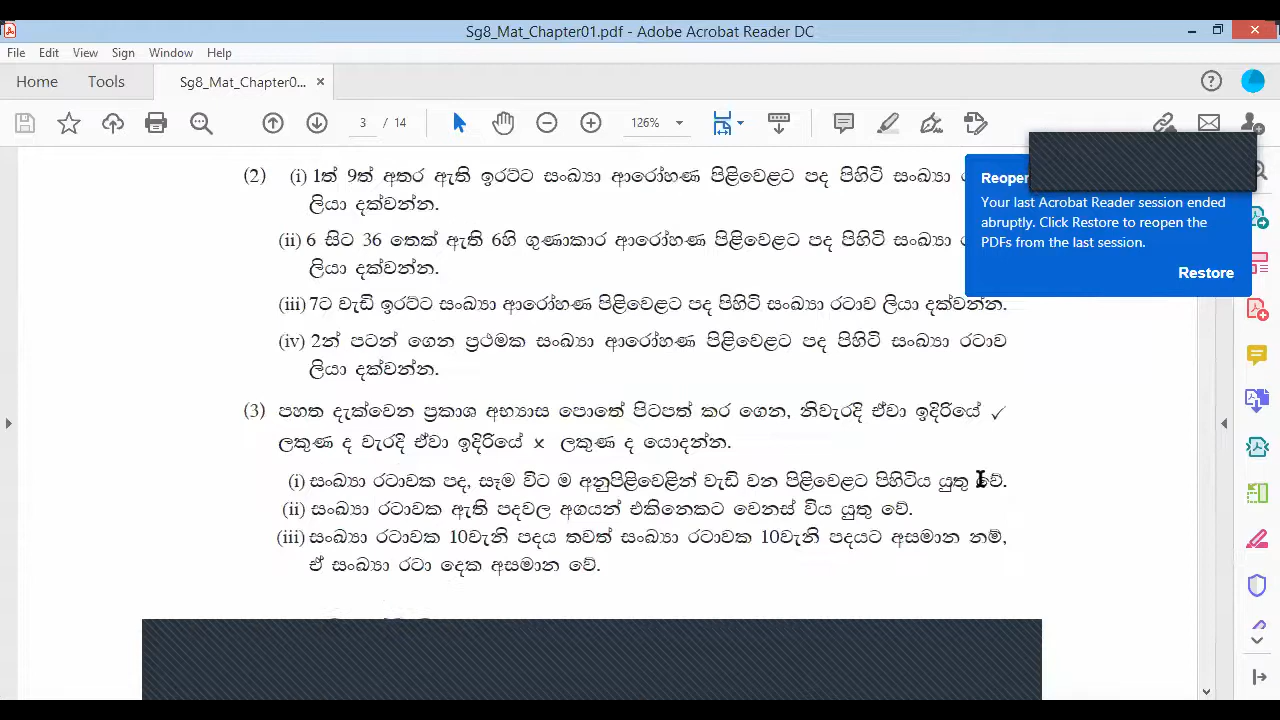 Sg8_Mat_Chapter01.pdf - Adobe Acrobat Reader DC
File Edit View Sign Window Help
Home Tools Sg8_Mat_Chapter0... ×
3 / 14 126%
(2) (i) 1ත් 9ත් අතර ඇති ඉරට්ට සංඛ්‍යා ආරෝහණ පිළිවෙළට පද පිහිටි සංඛ්‍යා
ලියා දක්වන්න.
(ii) 6 සිට 36 තෙක් ඇති 6හි ගුණාකාර ආරෝහණ පිළිවෙළට පද පිහිටි සංඛ්‍යා
ලියා දක්වන්න.
(iii) 7ට වැඩි ඉරට්ට සංඛ්‍යා ආරෝහණ පිළිවෙළට පද පිහිටි සංඛ්‍යා රටාව ලියා දක්වන්න.
(iv) 2න් පටන් ගෙන ප්‍රථමක සංඛ්‍යා ආරෝහණ පිළිවෙළට පද පිහිටි සංඛ්‍යා රටාව
ලියා දක්වන්න.
(3) පහත දැක්වෙන ප්‍රකාශ අභ්‍යාස පොතේ පිටපත් කර ගෙන, නිවැරදි ඒවා ඉදිරියේ ✓
ලකුණ ද වැරදි ඒවා ඉදිරියේ × ලකුණ ද යොදන්න.
(i) සංඛ්‍යා රටාවක පද, සෑම විට ම අනුපිළිවෙළින් වැඩි වන පිළිවෙළට පිහිටිය යුතු වේ.
(ii) සංඛ්‍යා රටාවක ඇති පදවල අගයන් එකිනෙකට වෙනස් විය යුතු වේ.
(iii) සංඛ්‍යා රටාවක 10වැනි පදය තවත් සංඛ්‍යා රටාවක 10වැනි පදයට අසමාන නම්,
ඒ සංඛ්‍යා රටා දෙක අසමාන වේ.
Your last Acrobat Reader session ended
abruptly. Click Restore to reopen the
PDFs from the last session.
Restore